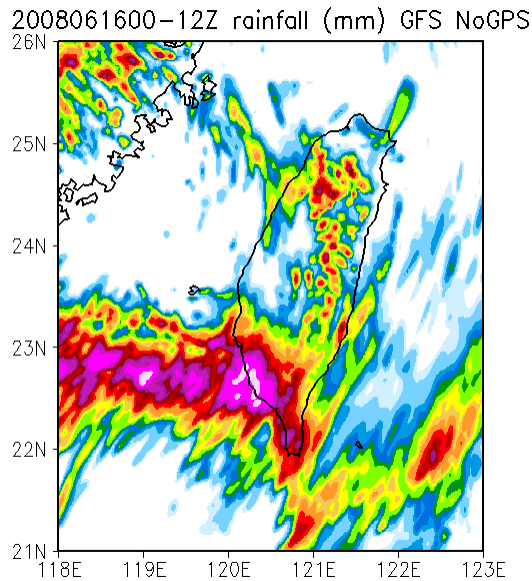 2008061600-12Z rainfall (mm) GFS NoGPS
26N
25N
24N
23N
22N
21N
118E 119E 120E 121E 122E 123E